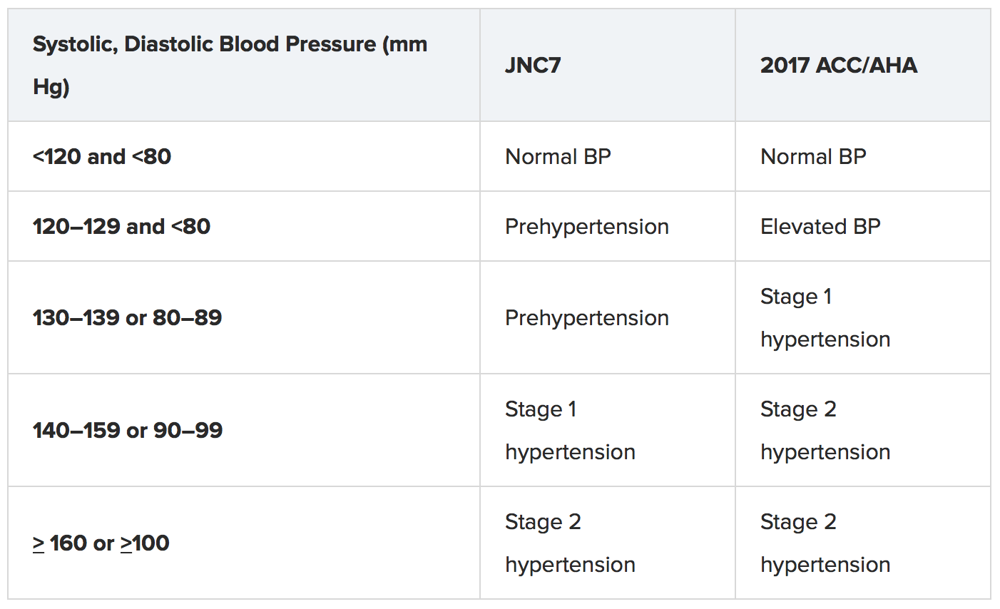 Systolic, Diastolic Blood Pressure (mm
Hg)
JNC7
2017 ACC/AHA
<120 and <80
Normal BP
Normal BP
120–129 and <80
Prehypertension
Elevated BP
130–139 or 80–89
Prehypertension
Stage 1
hypertension
140–159 or 90–99
Stage 1
hypertension
Stage 2
hypertension
≥ 160 or ≥100
Stage 2
hypertension
Stage 2
hypertension